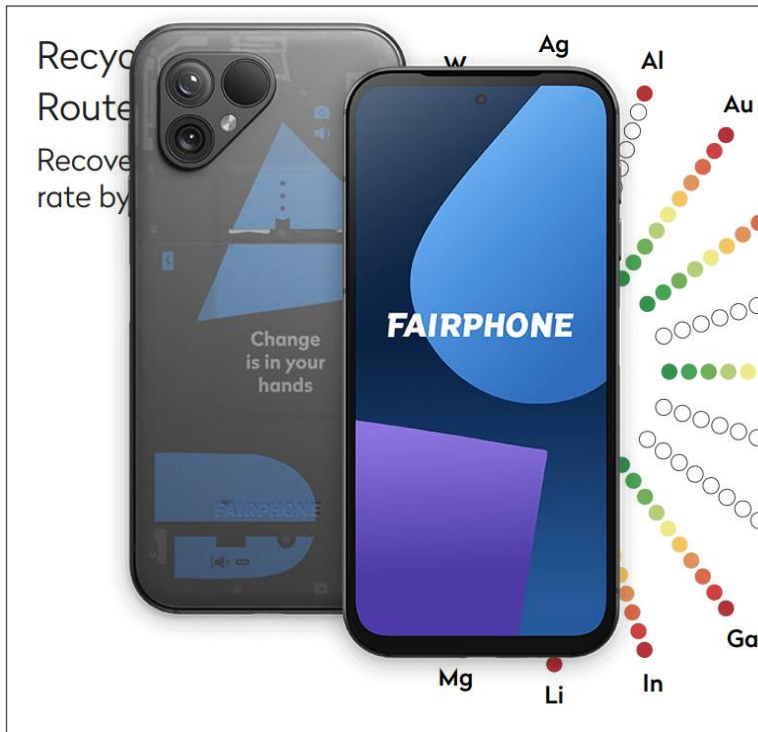 Recyc
Route
Recove
rate by
W
Ag
Al
Au
FAIRPHONE
Change
is in your
hands
FAIRPHONE
Ga
In
Li
Mg